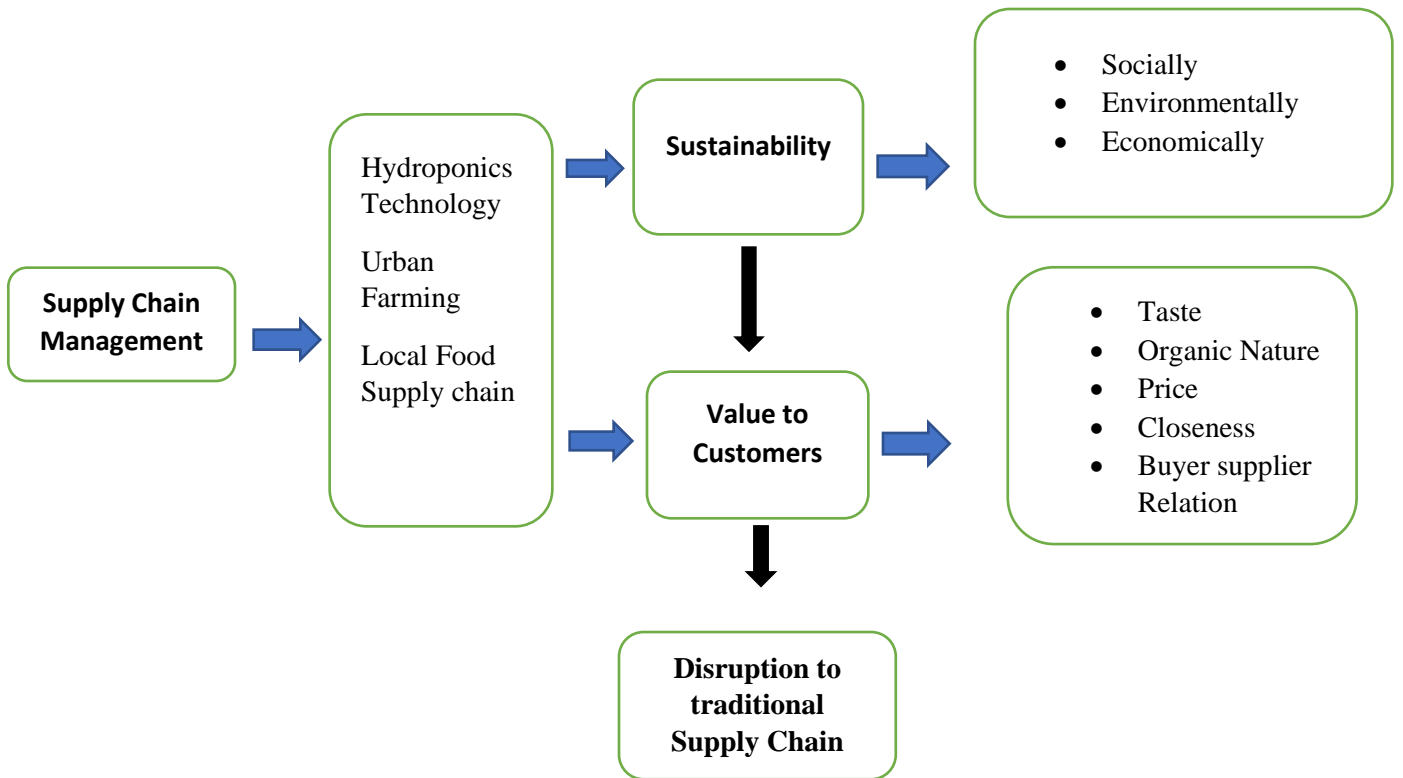 Supply Chain
Management
Hydroponics
Technology
Urban
Farming
Local Food
Supply chain
Sustainability
• Socially
• Environmentally
• Economically
Value to
Customers
• Taste
• Organic Nature
• Price
• Closeness
• Buyer supplier
Relation
Disruption to
traditional
Supply Chain